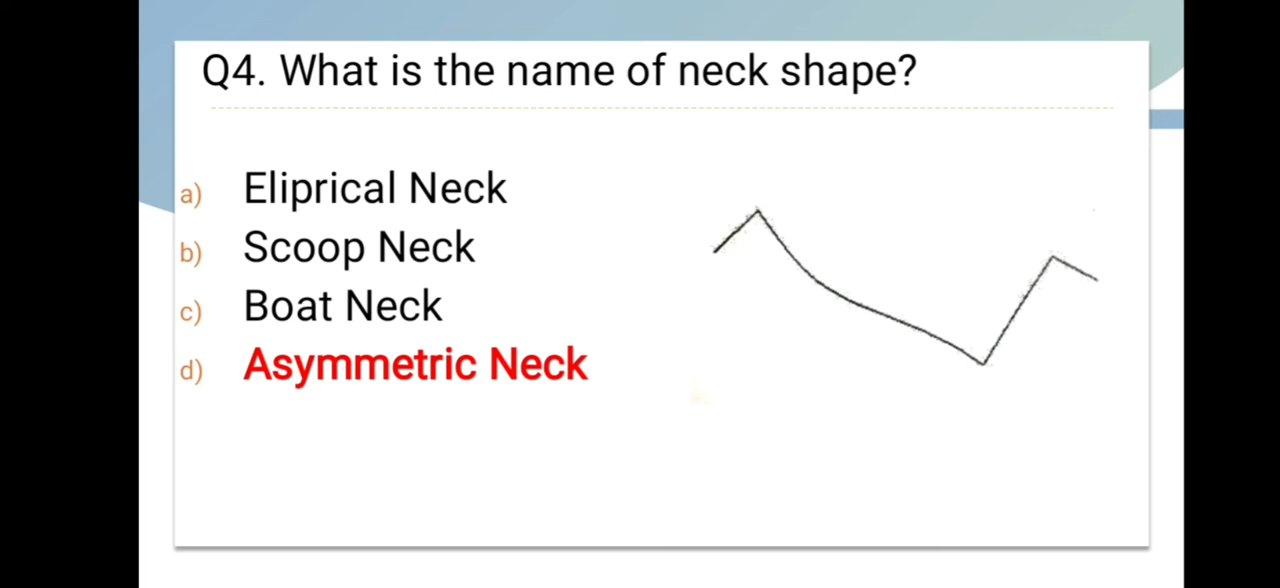 Q4. What is the name of neck shape?
a) Eliprical Neck
b) Scoop Neck
c) Boat Neck
d) Asymmetric Neck